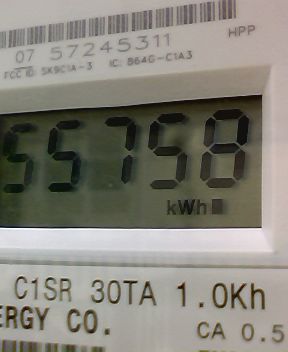 07 57245311
HPP
FCC ID: SK9C1A-3 IC: 864G-C1A3
55758
kWh
C1SR 30TA 1.0Kh
ERGY CO.
CA 0.5